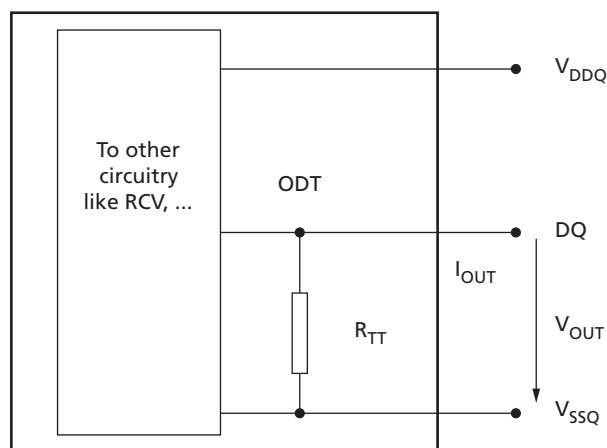 V_DDQ
To other
circuitry
like RCV, ...
ODT
DQ
I_OUT
R_TT
V_OUT
V_SSQ